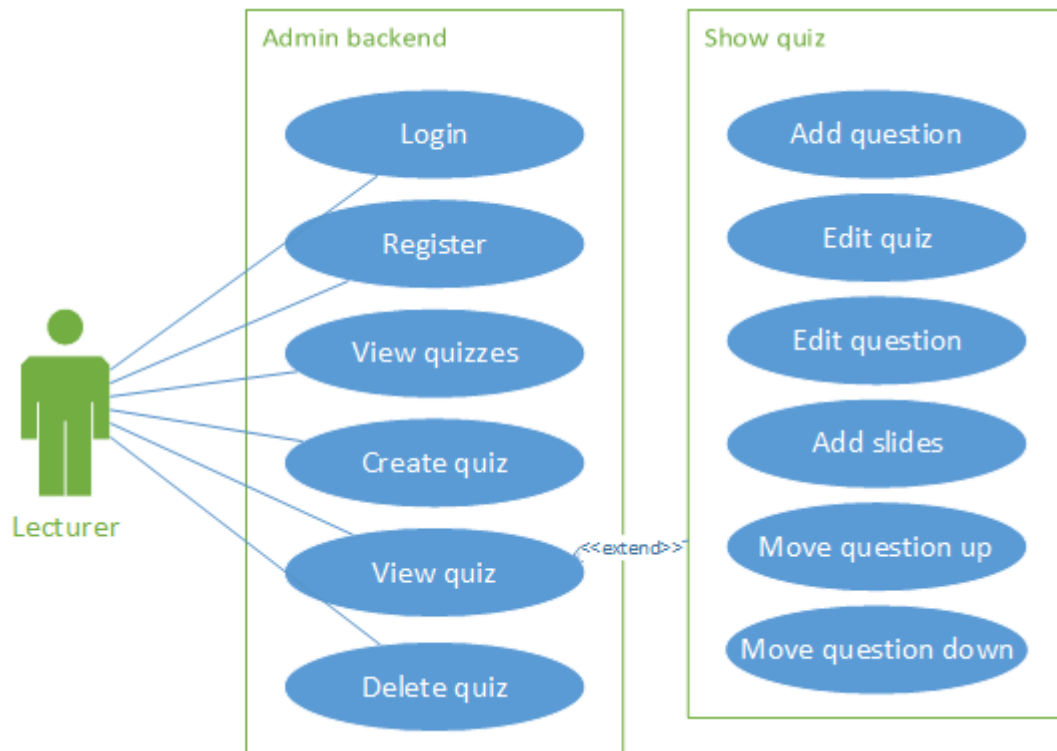 Admin backend
Login
Register
View quizzes
Create quiz
View quiz
Delete quiz
Lecturer
<<extend>>
Show quiz
Add question
Edit quiz
Edit question
Add slides
Move question up
Move question down